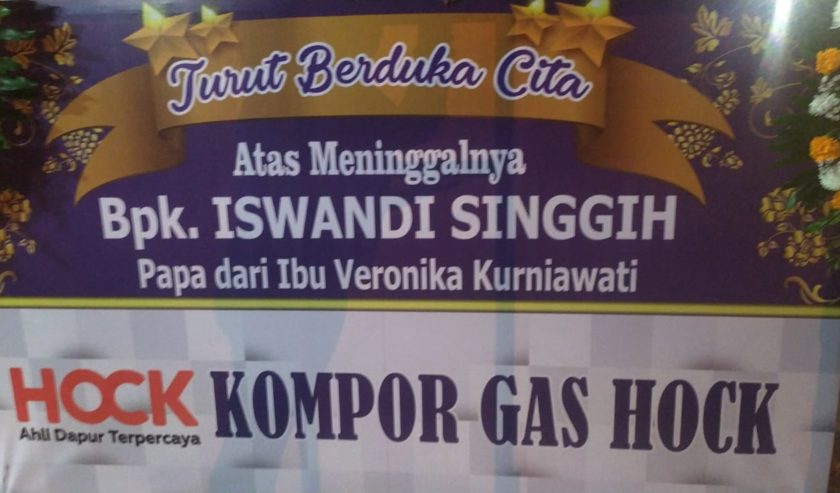 Turut Berduka Cita
Atas Meninggalnya
Bpk. ISWANDI SINGGIH
Papa dari Ibu Veronika Kurniawati
HOCK
Ahli Dapur Terpercaya
KOMPOR GAS HOCK